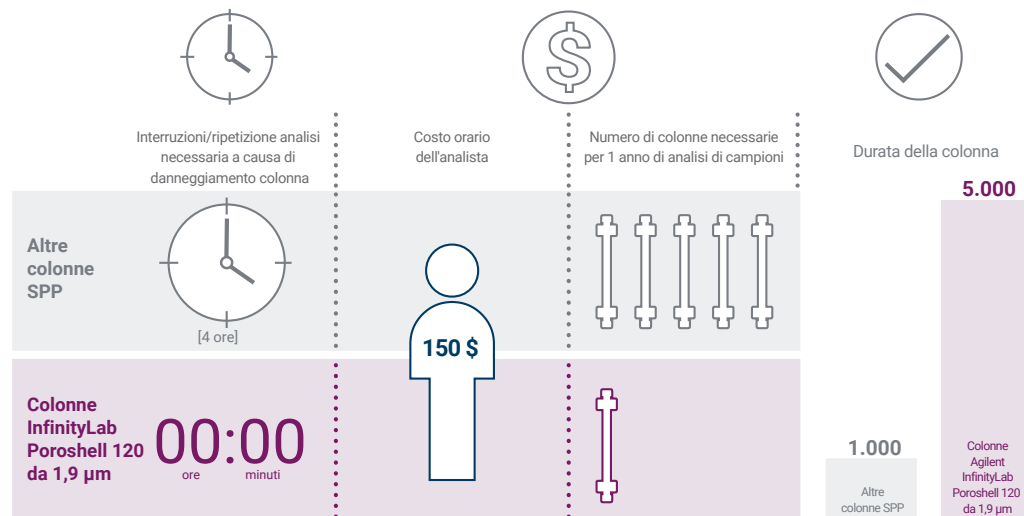 Interruzioni/ripetizione analisi
necessaria a causa di
danneggiamento colonna
Costo orario
dell'analista
Numero di colonne necessarie
per 1 anno di analisi di campioni
Durata della colonna
Altre
colonne
SPP
[4 ore]
150 $
Colonne
InfinityLab
Poroshell 120
da 1,9 µm
00:00
ore minuti
5.000
1.000
Altre
colonne SPP
Colonne
Agilent
InfinityLab
Poroshell 120
da 1,9 µm